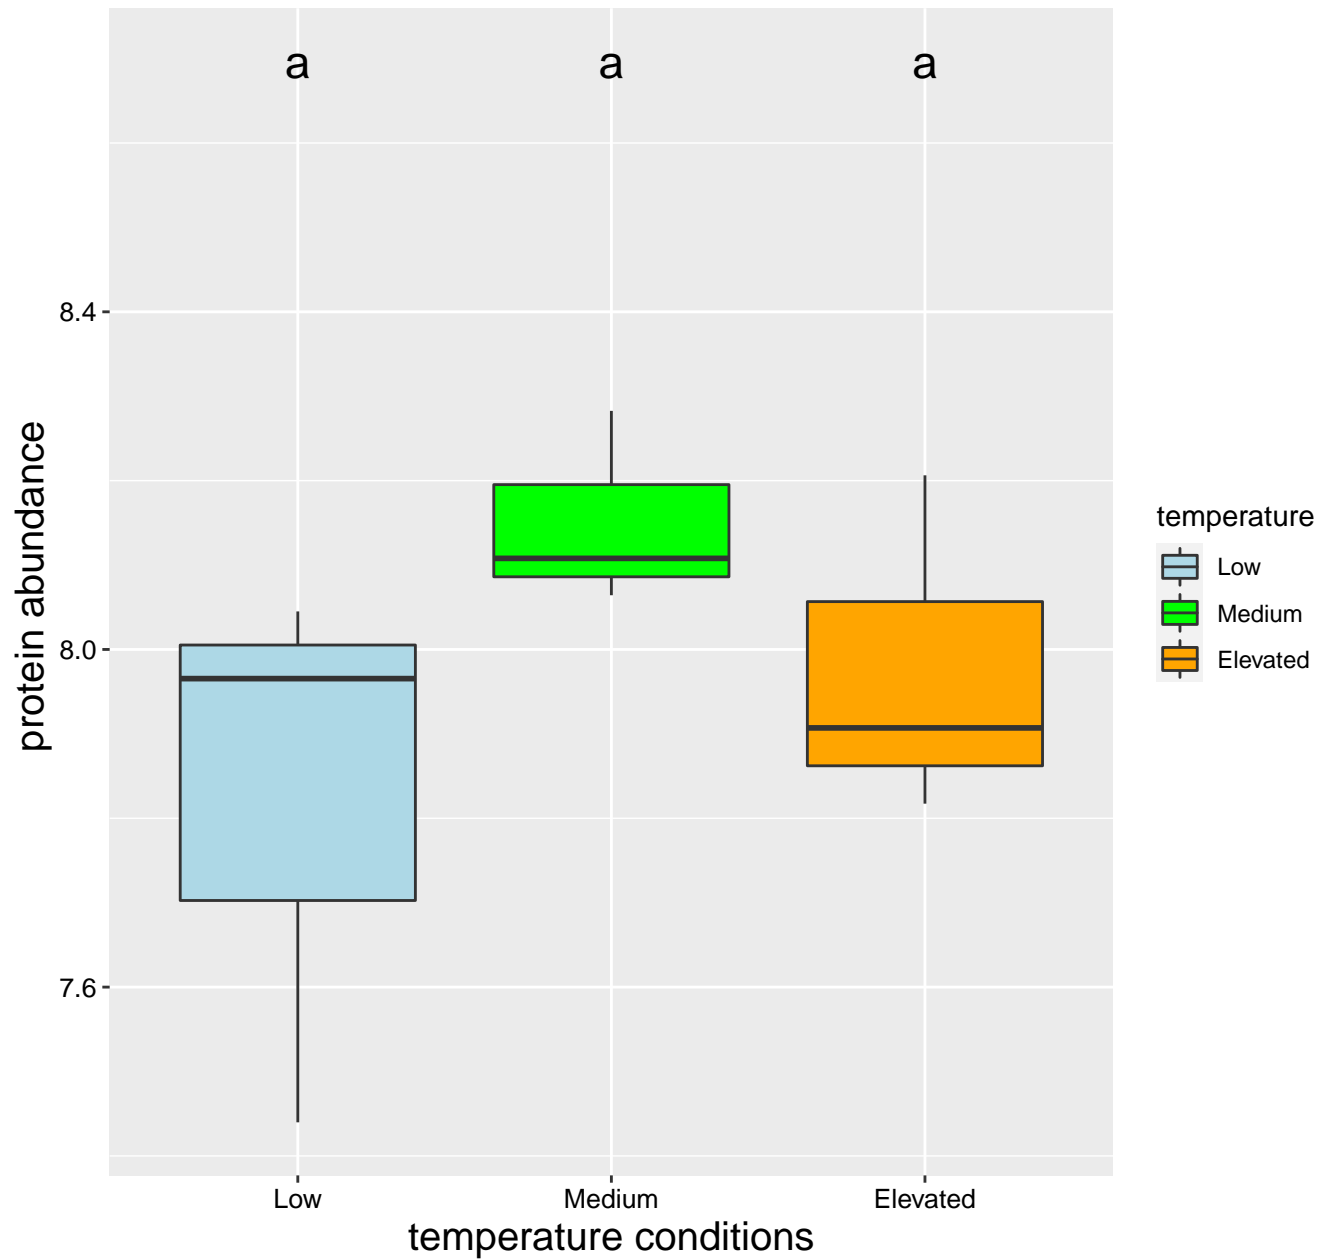 a a a
8.4
8.0
7.6
protein abundance
Low Medium Elevated
temperature conditions
temperature
Low
Medium
Elevated